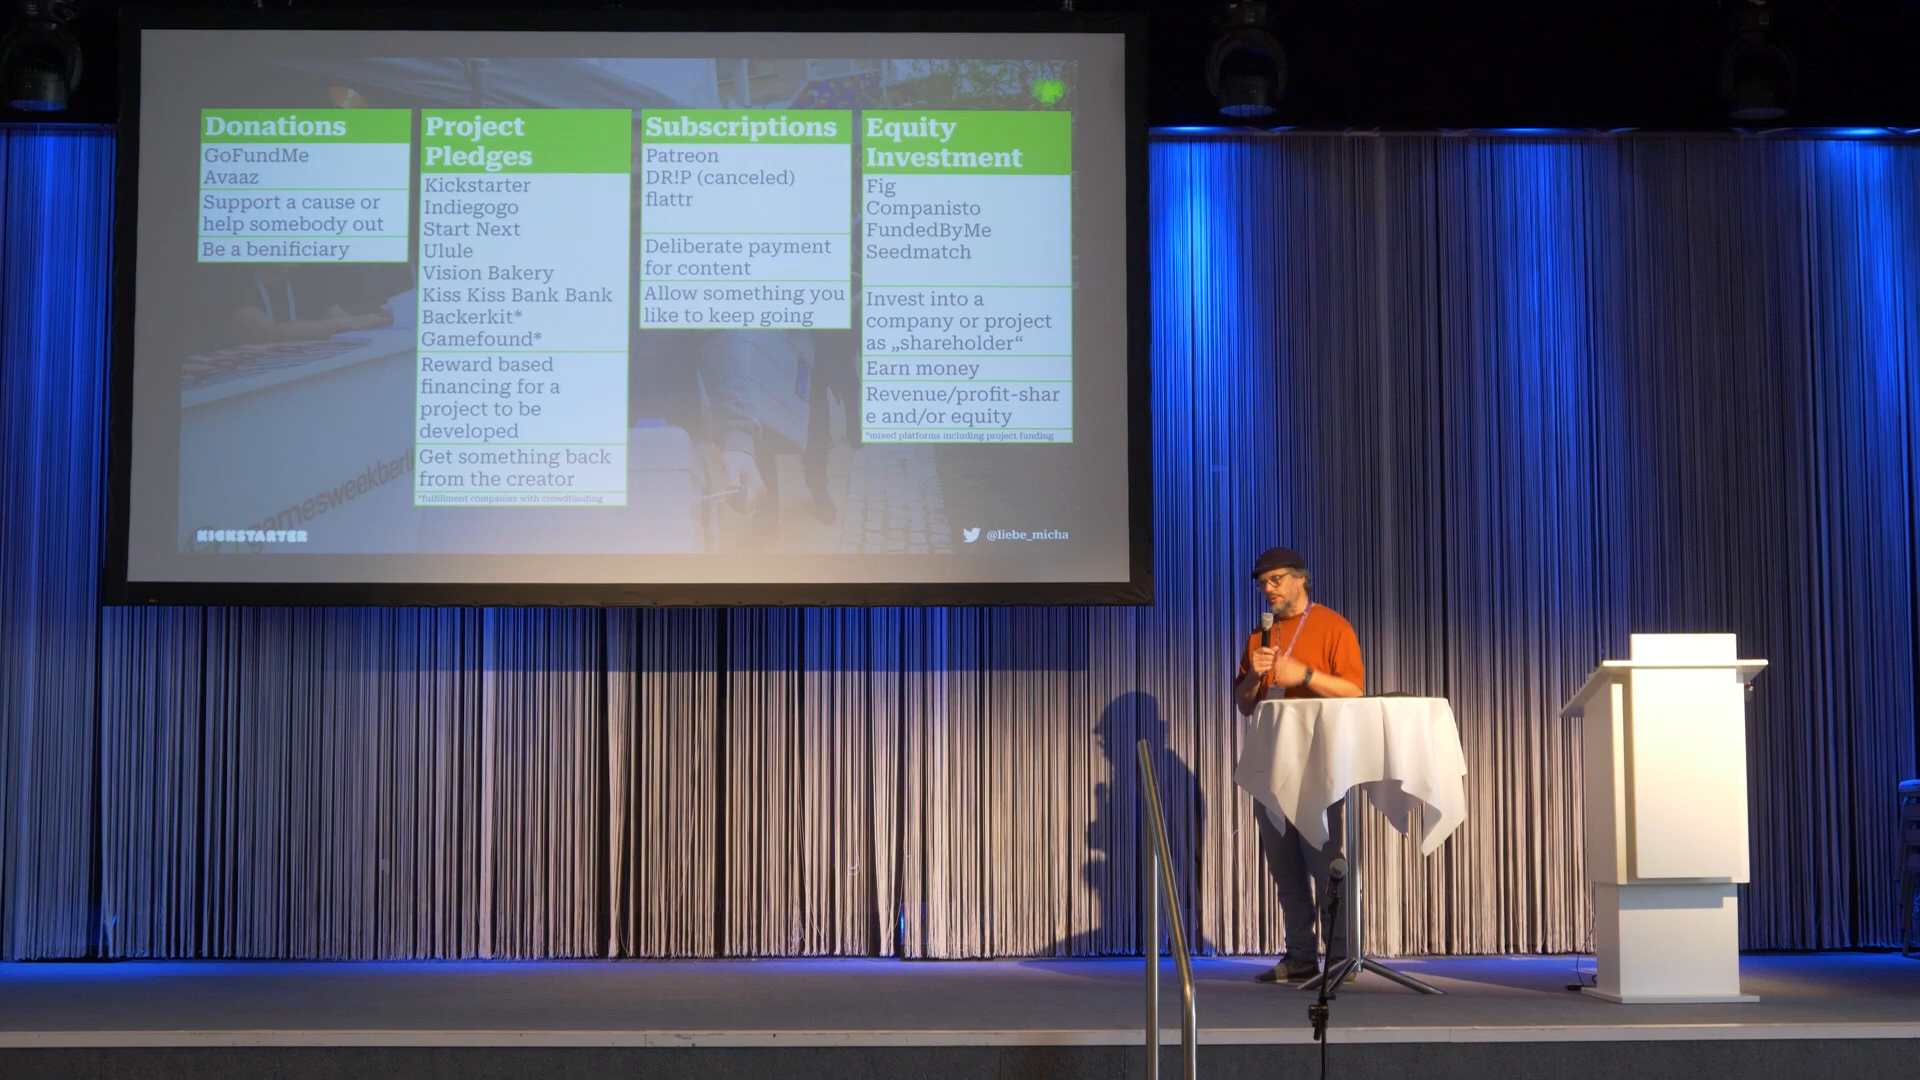 Donations
GoFundMe
Avaaz
Support a cause or
help somebody out
Be a benificiary
Project
Pledges
Kickstarter
Indiegogo
Start Next
Ulule
Vision Bakery
Kiss Kiss Bank Bank
Backerkit*
Gamefound*
Reward based
financing for a
project to be
developed
Get something back
from the creator
*fulfillment companies with crowdfunding
Subscriptions
Patreon
DR!P (canceled)
flattr
Deliberate payment
for content
Allow something you
like to keep going
Equity
Investment
Fig
Companisto
FundedByMe
Seedmatch
Invest into a
company or project
as „shareholder“
Earn money
Revenue/profit-shar
e and/or equity
*mixed platforms including project funding
gamesweekberli
KICKSTARTER
@liebe_micha